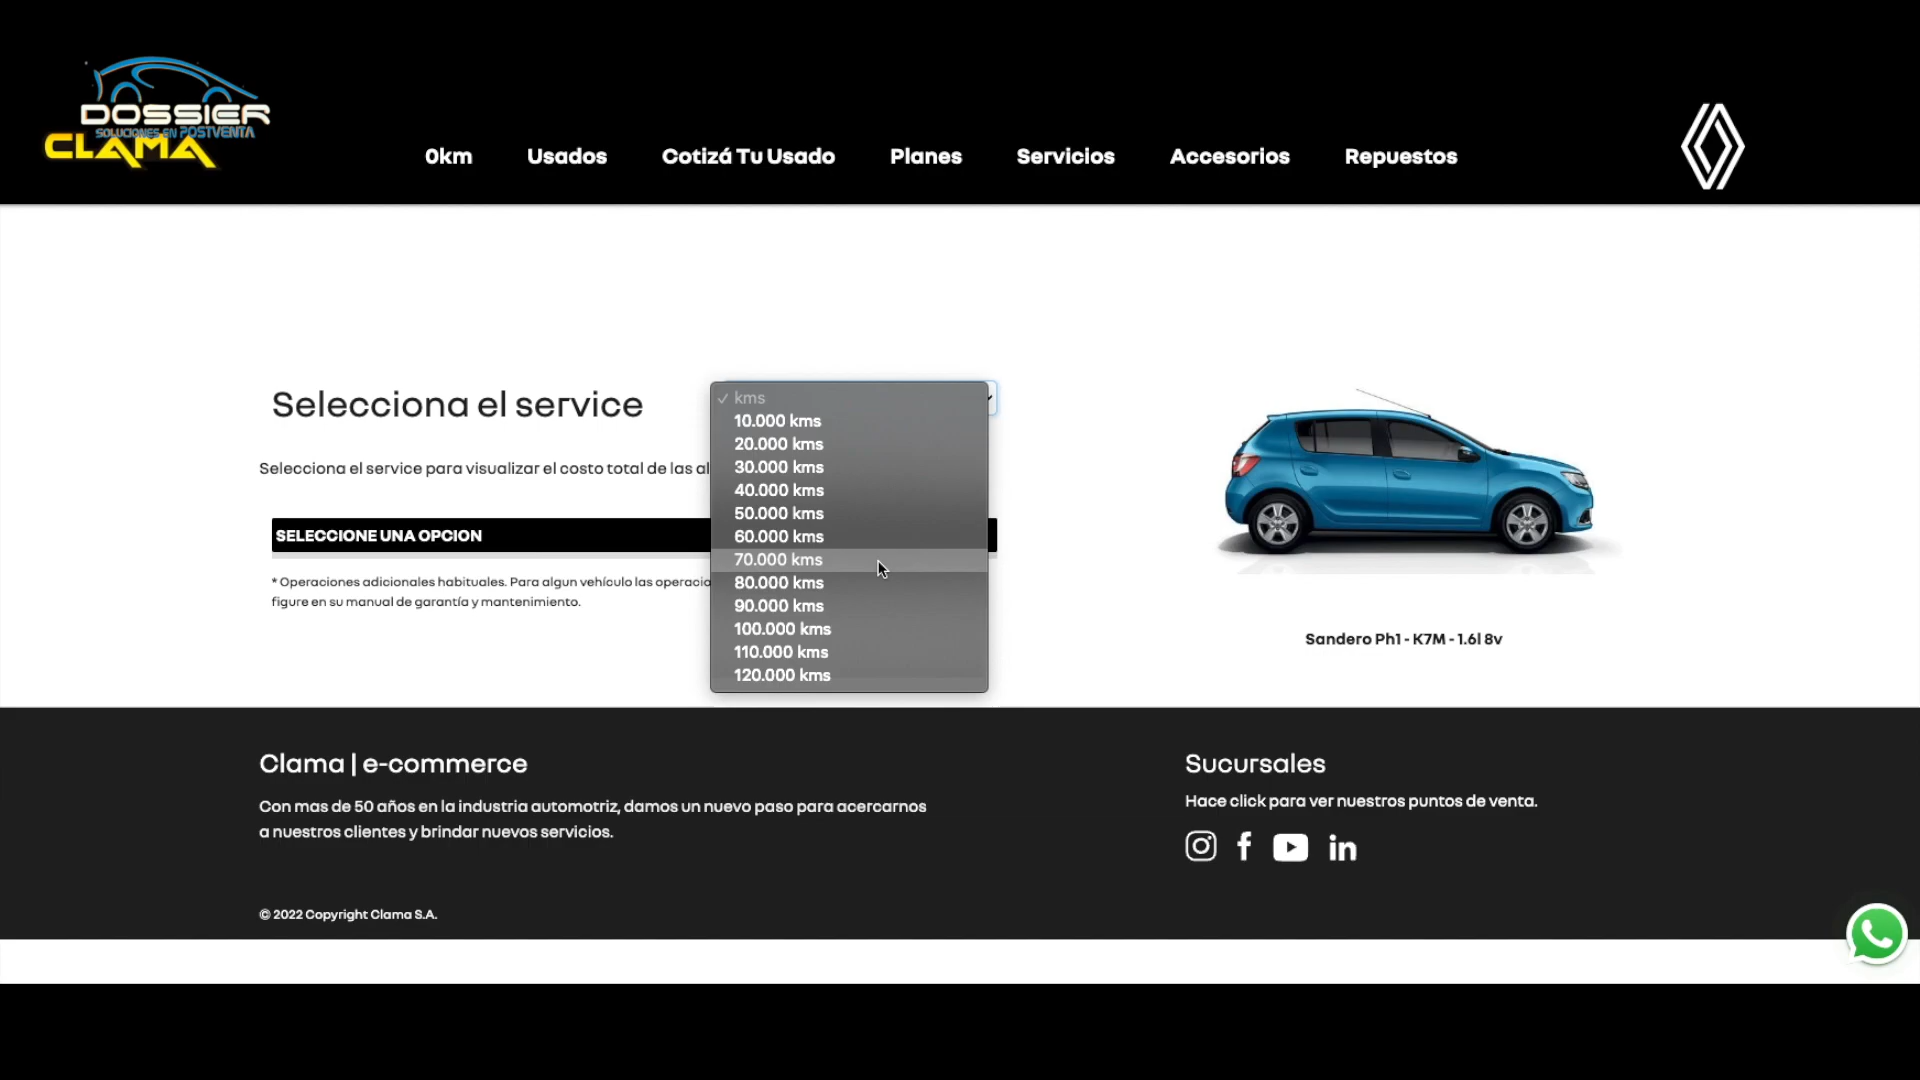 DOSSIER
SOLUCIONES EN POSTVENTA
CLAMA
0km Usados Cotizá Tu Usado Planes Servicios Accesorios Repuestos
Selecciona el service
Selecciona el service para visualizar el costo total de las
SELECCIONE UNA OPCION
* Operaciones adicionales habituales. Para algun vehículo las
figure en su manual de garantía y mantenimiento.
✓ kms
10.000 kms
20.000 kms
30.000 kms
40.000 kms
50.000 kms
60.000 kms
70.000 kms
80.000 kms
90.000 kms
100.000 kms
110.000 kms
120.000 kms
Sandero Ph1 - K7M - 1.6l 8v
Clama | e-commerce
Con mas de 50 años en la industria automotriz, damos un nuevo paso para acercarnos
a nuestros clientes y brindar nuevos servicios.
© 2022 Copyright Clama S.A.
Sucursales
Hace click para ver nuestros puntos de venta.